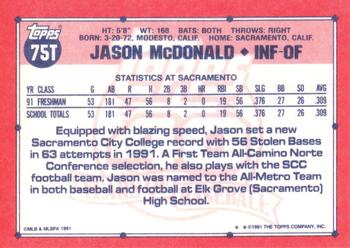 Topps
75T
HT: 5'8" WT: 168 BATS: BOTH THROWS: RIGHT
BORN: 3-20-72, MODESTO, CALIF. HOME: SACRAMENTO, CALIF.
JASON McDONALD ◆ INF-OF
STATISTICS AT SACRAMENTO
YR CLASS G AB R H 2B 3B HR RBI SB SLG BB SO AVG
91 FRESHMAN 53 181 47 56 8 2 0 19 56 .376 27 26 .309
SCHOOL TOTALS 53 181 47 56 8 2 0 19 56 .376 27 26 .309
Equipped with blazing speed, Jason set a new
Sacramento City College record with 56 Stolen Bases in
63 attempts in 1991. A First Team All-Camino Norte
Conference selection, he also plays with the SCC
football team. Jason was named to the All-Metro Team
in both baseball and football at Elk Grove (Sacramento)
High School.
©MLB & MLBPA 1991
©1991 THE TOPPS COMPANY, INC.